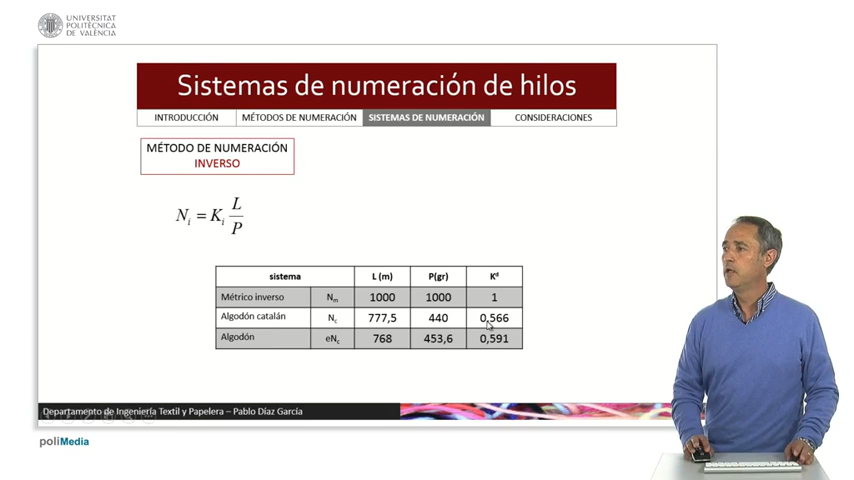 UNIVERSITAT
POLITÈCNICA
DE VALÈNCIA
Sistemas de numeración de hilos
INTRODUCCIÓN MÉTODOS DE NUMERACIÓN SISTEMAS DE NUMERACIÓN CONSIDERACIONES
MÉTODO DE NUMERACIÓN
INVERSO
N_i = K_i L/P
sistema L (m) P(gr) K^d
Métrico inverso N_m 1000 1000 1
Algodón catalán N_c 777,5 440 0,566
Algodón eN_c 768 453,6 0,591
Departamento de Ingeniería Textil y Papelera – Pablo Díaz García
poliMedia